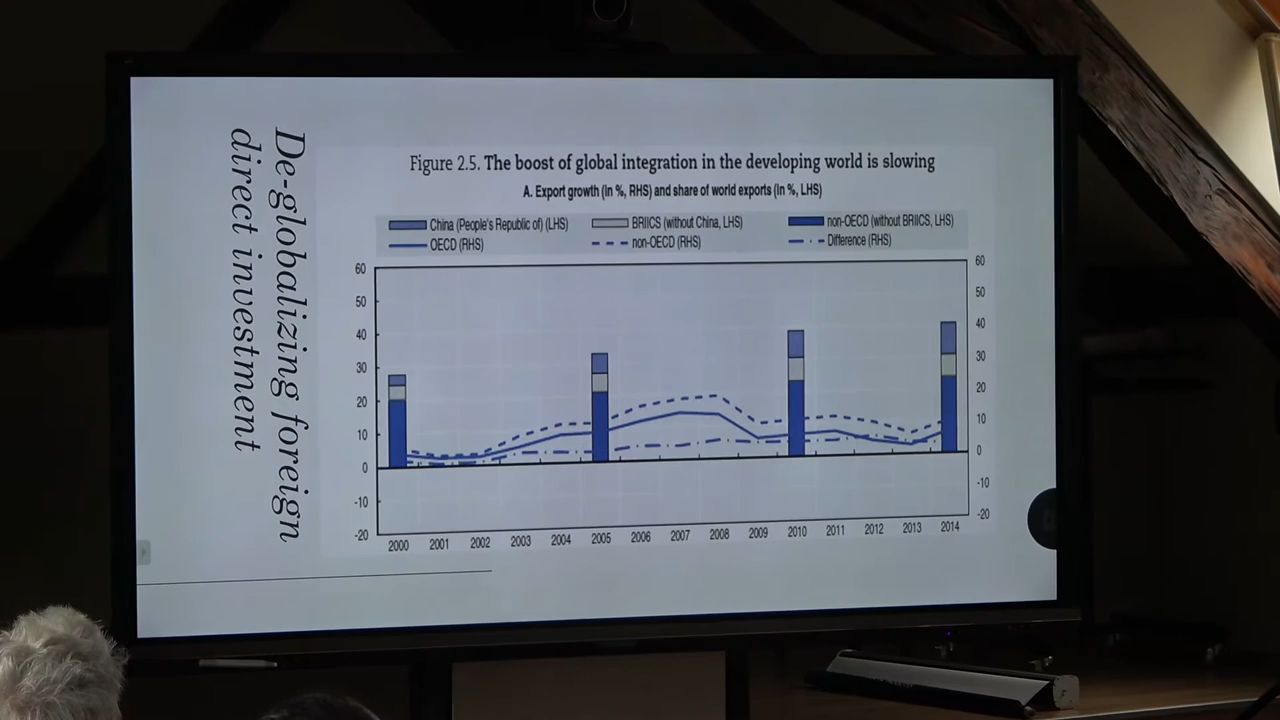 De-globalizing foreign
direct investment
Figure 2.5. The boost of global integration in the developing world is slowing
A. Export growth (in %, RHS) and share of world exports (in %, LHS)
China (People's Republic of) (LHS) BRIICS (without China, LHS) non-OECD (without BRIICS, LHS)
OECD (RHS) non-OECD (RHS) Difference (RHS)
60 60
50 50
40 40
30 30
20 20
10 10
0 0
-10 -10
-20 -20
2000 2001 2002 2003 2004 2005 2006 2007 2008 2009 2010 2011 2012 2013 2014